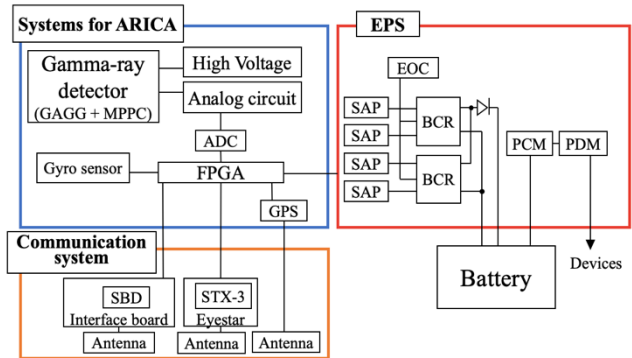 Systems for ARICA
EPS
Gamma-ray
detector
(GAGG + MPPC)
High Voltage
Analog circuit
ADC
Gyro sensor
FPGA
GPS
EOC
SAP
SAP
SAP
SAP
BCR
BCR
PCM
PDM
Communication
system
SBD
Interface board
Antenna
STX-3
Eyestar
Antenna
Antenna
Battery
Devices